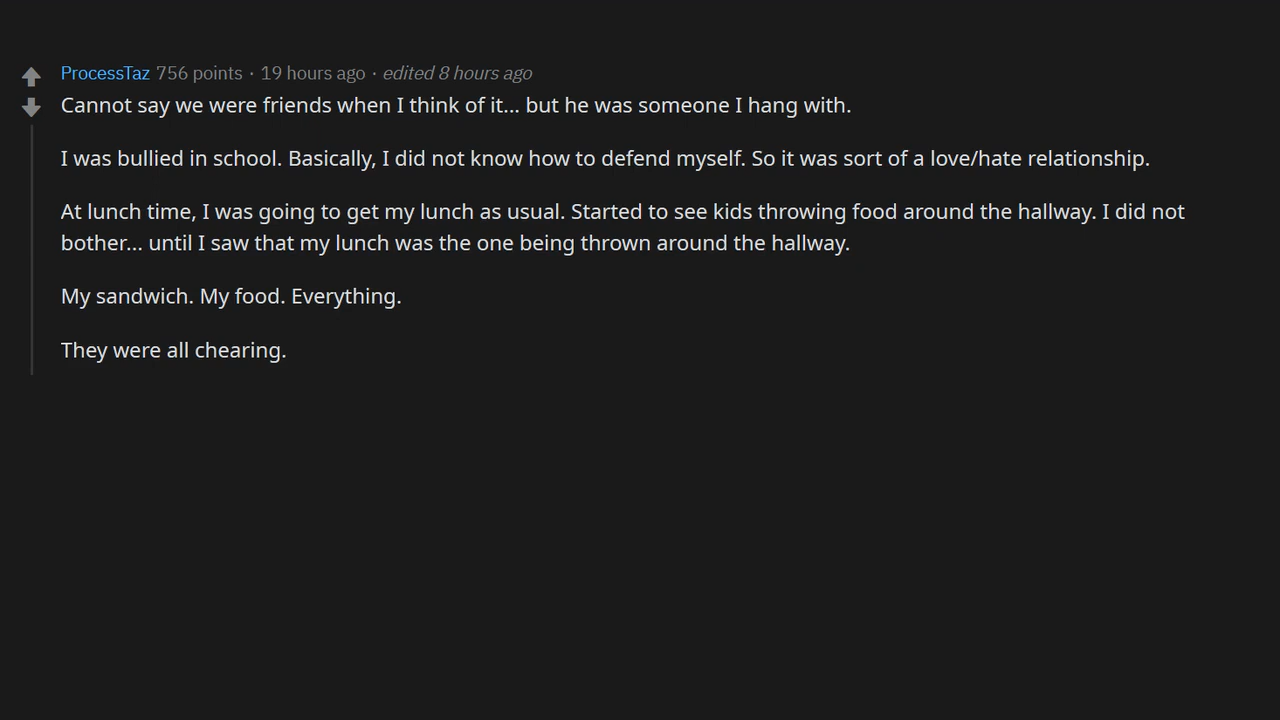 ProcessTaz 756 points · 19 hours ago · edited 8 hours ago
Cannot say we were friends when I think of it... but he was someone I hang with.
I was bullied in school. Basically, I did not know how to defend myself. So it was sort of a love/hate relationship.
At lunch time, I was going to get my lunch as usual. Started to see kids throwing food around the hallway. I did not
bother... until I saw that my lunch was the one being thrown around the hallway.
My sandwich. My food. Everything.
They were all chearing.